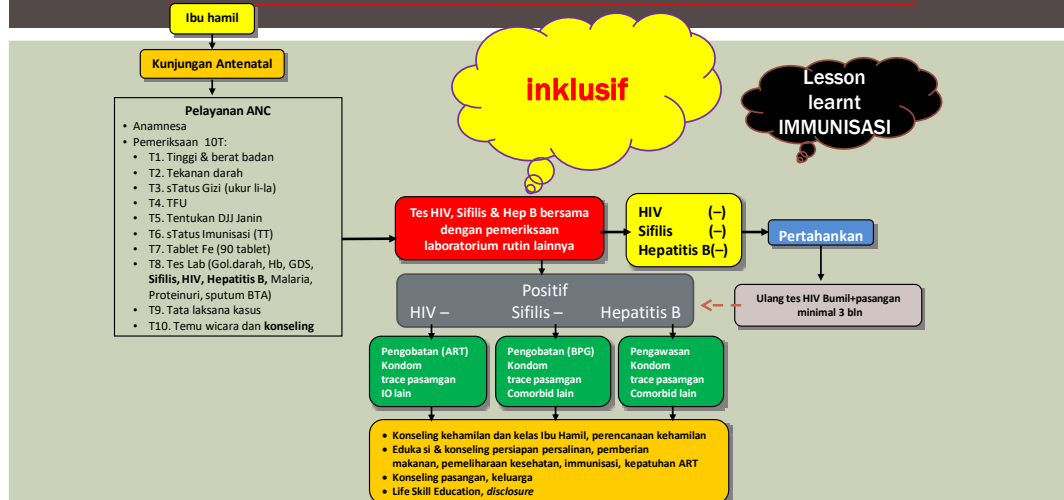 Ibu hamil
Kunjungan Antenatal
Pelayanan ANC
• Anamnesa
• Pemeriksaan 10T:
• T1. Tinggi & berat badan
• T2. Tekanan darah
• T3. sTatus Gizi (ukur li-la)
• T4. TFU
• T5. Tentukan DJJ Janin
• T6. sTatus Imunisasi (TT)
• T7. Tablet Fe (90 tablet)
• T8. Tes Lab (Gol.darah, Hb, GDS,
Sifilis, HIV, Hepatitis B, Malaria,
Proteinuri, sputum BTA)
• T9. Tata laksana kasus
• T10. Temu wicara dan konseling
inklusif
Lesson
learnt
IMMUNISASI
Tes HIV, Sifilis & Hep B bersama
dengan pemeriksaan
laboratorium rutin lainnya
HIV (–)
Sifilis (–)
Hepatitis B(–)
Pertahankan
Ulang tes HIV Bumil+pasangan
minimal 3 bln
Positif
HIV – Sifilis – Hepatitis B
Pengobatan (ART)
Kondom
trace pasamgan
IO lain
Pengobatan (BPG)
Kondom
trace pasamgan
Comorbid lain
Pengawasan
Kondom
trace pasamgan
Comorbid lain
• Konseling kehamilan dan kelas Ibu Hamil, perencanaan kehamilan
• Eduka si & konseling persiapan persalinan, pemberian
makanan, pemeliharaan kesehatan, immunisasi, kepatuhan ART
• Konseling pasangan, keluarga
• Life Skill Education, disclosure